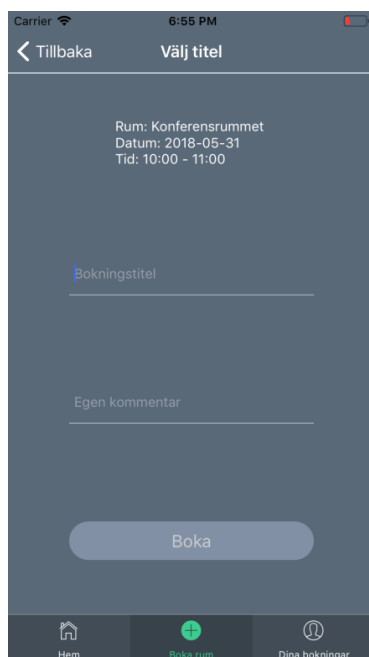 Carrier 6:55 PM
Tillbaka Välj titel
Rum: Konferensrummet
Datum: 2018-05-31
Tid: 10:00 - 11:00
Bokningstitel
Egen kommentar
Boka
Hem Boka rum Dina bokningar